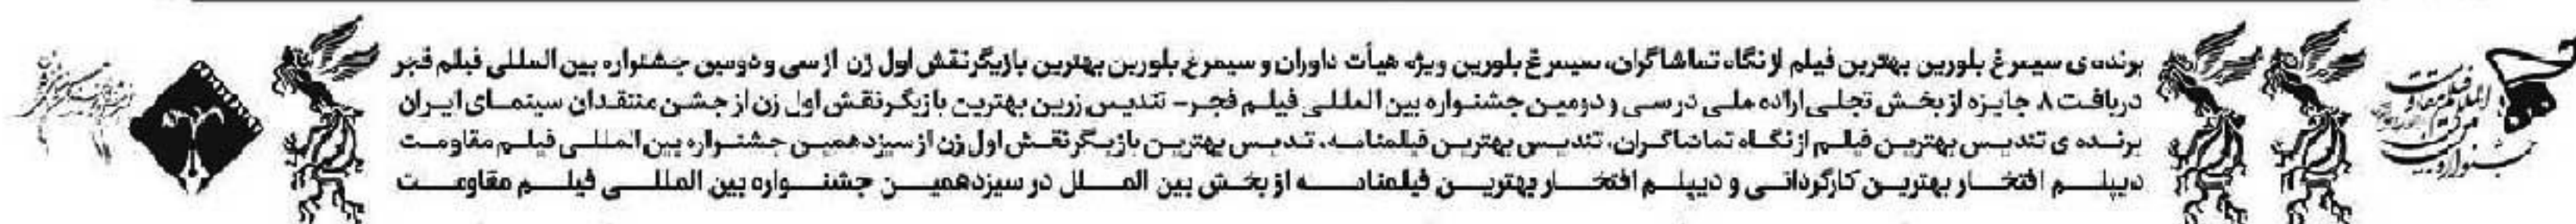 برنده ی سیمرغ بلورین بهترین فیلم از نگاه تماشاگران، سیمرغ بلورین ویژه هیأت داوران و سیمرغ بلورین بهترین بازیگر نقش اول زن از سی و دومین جشنواره بین المللی فیلم فجر
دریافت ۸ جایزه از بخش تجلی اراده ملی در سی و دومین جشنواره بین المللی فیلم فجر - تندیس زرین بهترین بازیگر نقش اول زن از جشن منتقدان سینمای ایران
برنده ی تندیس بهترین فیلم از نگاه تماشاگران، تندیس بهترین فیلمنامه، تندیس بهترین بازیگر نقش اول زن از سیزدهمین جشنواره بین المللی فیلم مقاومت
دیپلم افتخار بهترین کارگردانی و دیپلم افتخار بهترین فیلمنامه از بخش بین الملل در سیزدهمین جشنواره بین المللی فیلم مقاومت